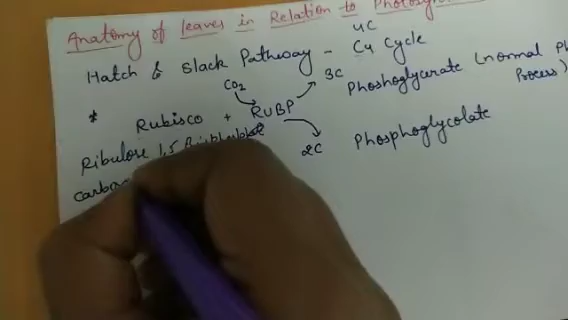 Anatomy of leaves in Relation to
4C
Hatch & Slack Pathway - C4 Cycle
CO2 3C Phoshoglycerate (normal
Process)
* Rubisco + RUBP
2C Phosphoglycolate
Ribulose 1,5